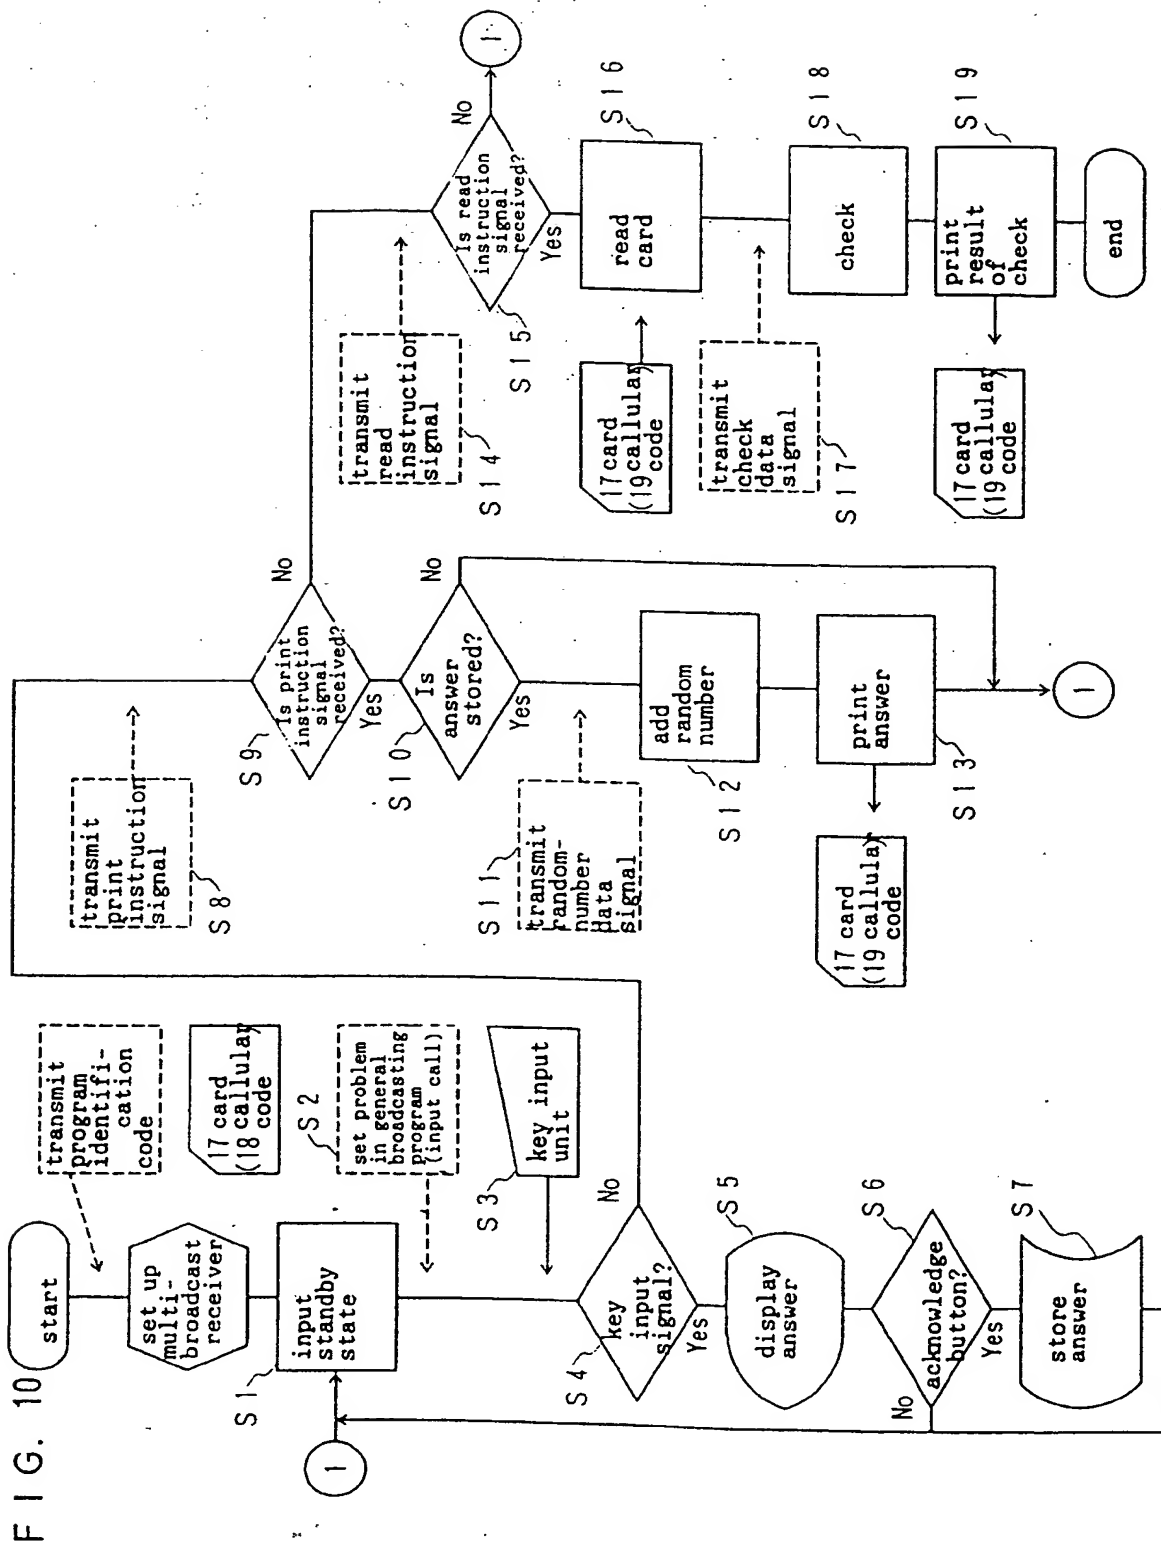 FIG. 10
start
transmit
program
identifi-
cation
code
set up
multi-
broadcast
receiver
17 card
(18 callular)
code
S1
input
standby
state
1
S2
set problem
in general
broadcasting
program
(input call)
S3
key input
unit
S4
key
input
signal?
No
Yes
S5
display
answer
S6
acknowledge
button?
No
Yes
S7
store
answer
transmit
print
instruction
signal
S8
S9
Is print
instruction
signal
received?
No
Yes
S10
Is
answer
stored?
No
Yes
S11
transmit
random-
number
data
signal
add
random
number
S12
print
answer
S13
17 card
(19 callula)
code
1
transmit
read
instruction
signal
S14
Is read
instruction
signal
received?
No
1
Yes
S15
read
card
S16
17 card
(19 callular)
code
transmit
check
data
signal
S17
check
S18
print
result
of
check
S19
17 card
(19 callular)
code
end